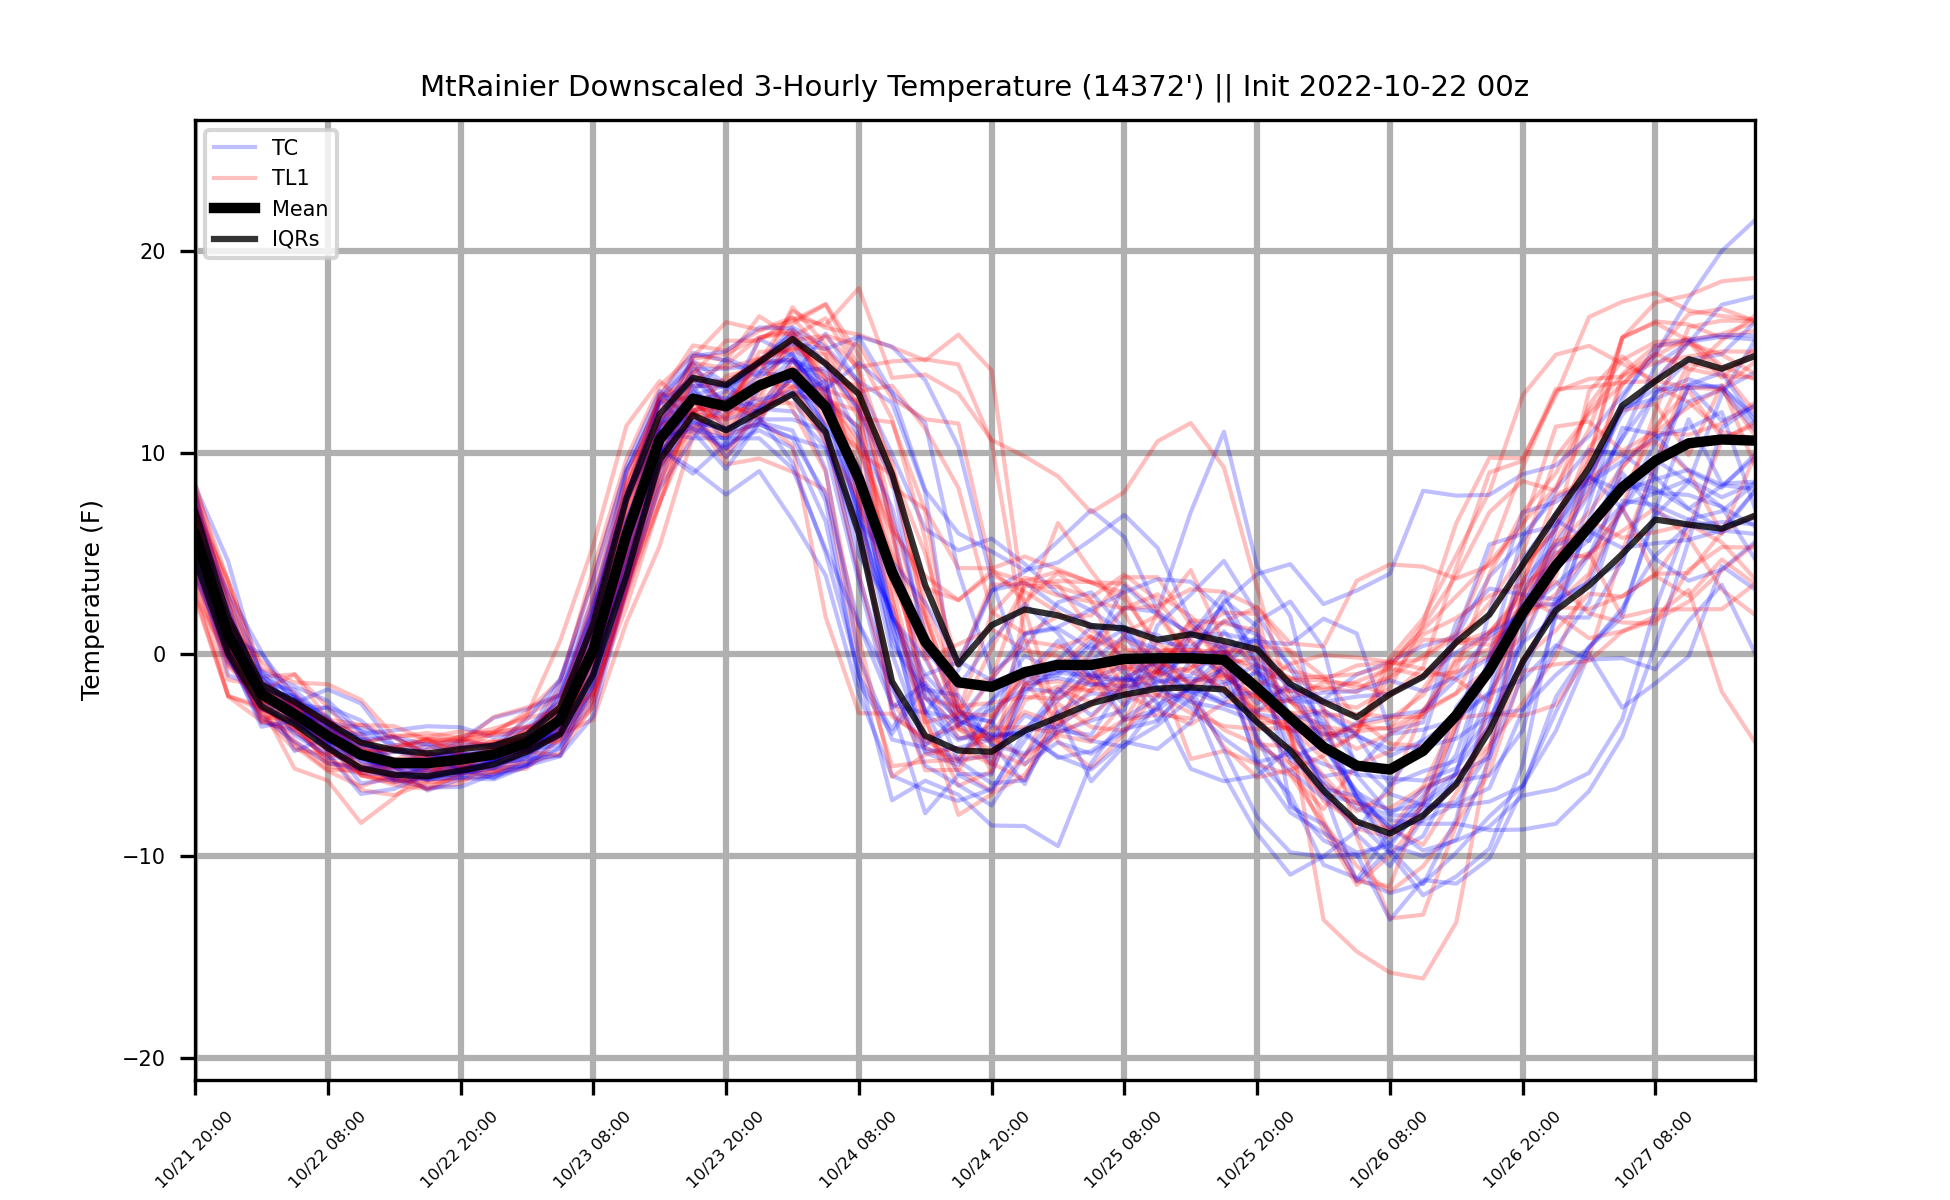 MtRainier Downscaled 3-Hourly Temperature (14372') || Init 2022-10-22 00z
TC
TL1
Mean
IQRs
Temperature (F)
20
10
0
−10
−20
10/21 20:00
10/22 08:00
10/22 20:00
10/23 08:00
10/23 20:00
10/24 08:00
10/24 20:00
10/25 08:00
10/25 20:00
10/26 08:00
10/26 20:00
10/27 08:00